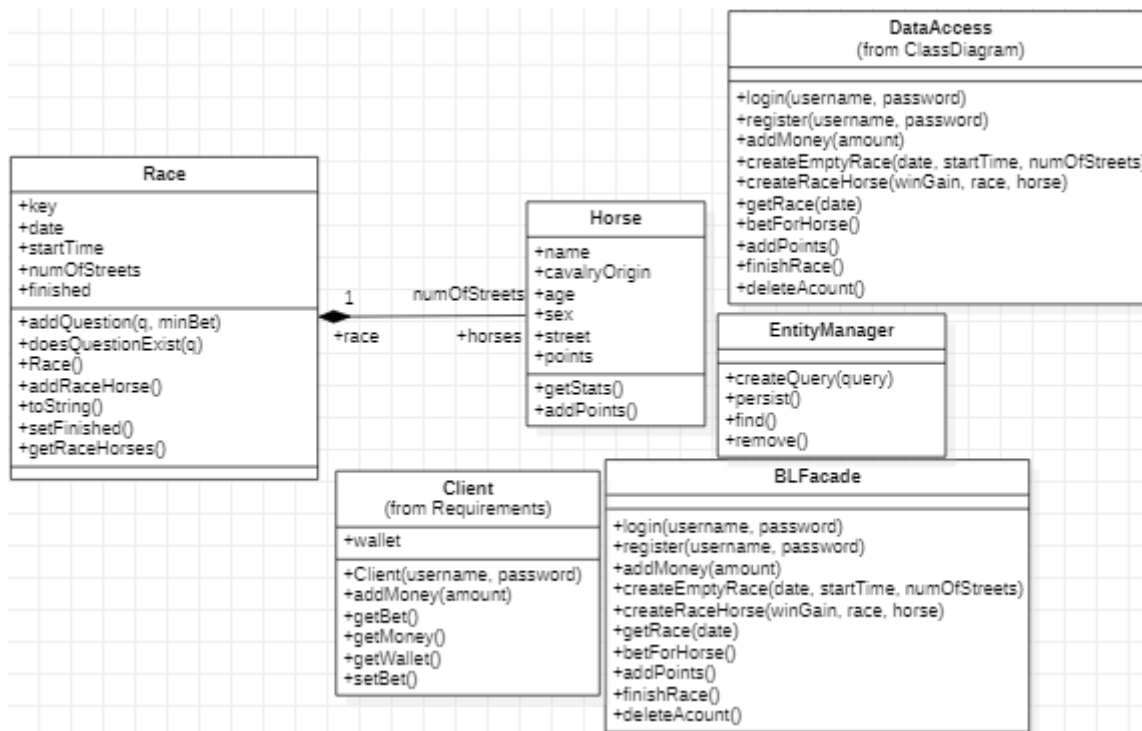 DataAccess
(from ClassDiagram)
+login(username, password)
+register(username, password)
+addMoney(amount)
+createEmptyRace(date, startTime, numOfStreets)
+createRaceHorse(winGain, race, horse)
+getRace(date)
+betForHorse()
+addPoints()
+finishRace()
+deleteAcount()
Race
+key
+date
+startTime
+numOfStreets
+finished
+addQuestion(q, minBet)
+doesQuestionExist(q)
+Race()
+addRaceHorse()
+toString()
+setFinished()
+getRaceHorses()
1
+race
numOfStreets
+horses
Horse
+name
+cavalryOrigin
+age
+sex
+street
+points
+getStats()
+addPoints()
EntityManager
+createQuery(query)
+persist()
+find()
+remove()
Client
(from Requirements)
+wallet
+Client(username, password)
+addMoney(amount)
+getBet()
+getMoney()
+getWallet()
+setBet()
BLFacade
+login(username, password)
+register(username, password)
+addMoney(amount)
+createEmptyRace(date, startTime, numOfStreets)
+createRaceHorse(winGain, race, horse)
+getRace(date)
+betForHorse()
+addPoints()
+finishRace()
+deleteAcount()